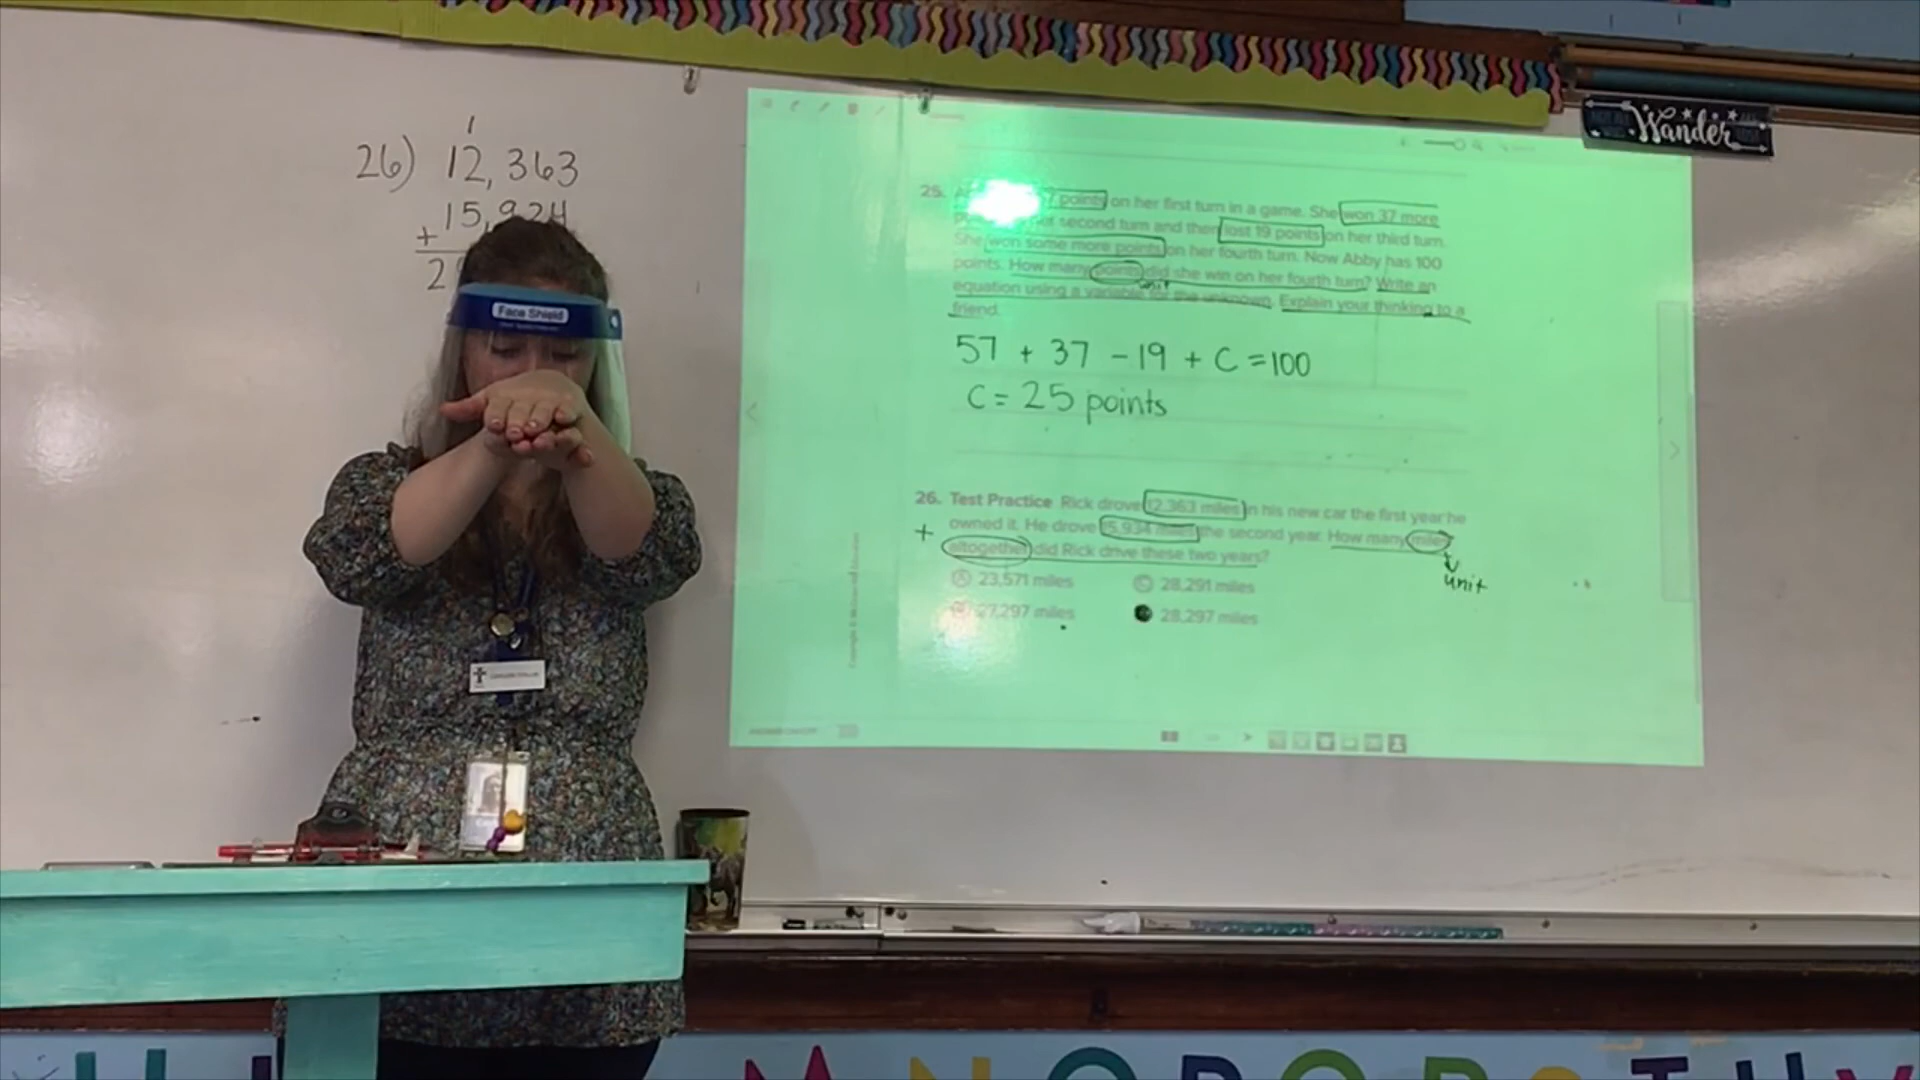 Wander
26) 12,363
1
+ 15,924
2
Face Shield
25. 7 points on her first turn in a game. She won 37 more
second turn and then lost 19 points on her third turn.
She won some more points on her fourth turn. Now Abby has 100
points. How many points did she win on her fourth turn? Write an
unit
equation using a variable for the unknown. Explain your thinking to a
friend.
57 + 37 - 19 + C = 100
C = 25 points
26. Test Practice Rick drove 12,363 miles in his new car the first year he
+ owned it. He drove 15,934 miles the second year. How many miles
altogether did Rick drive these two years?
unit
A 23,571 miles C 28,291 miles
27,297 miles 28,297 miles